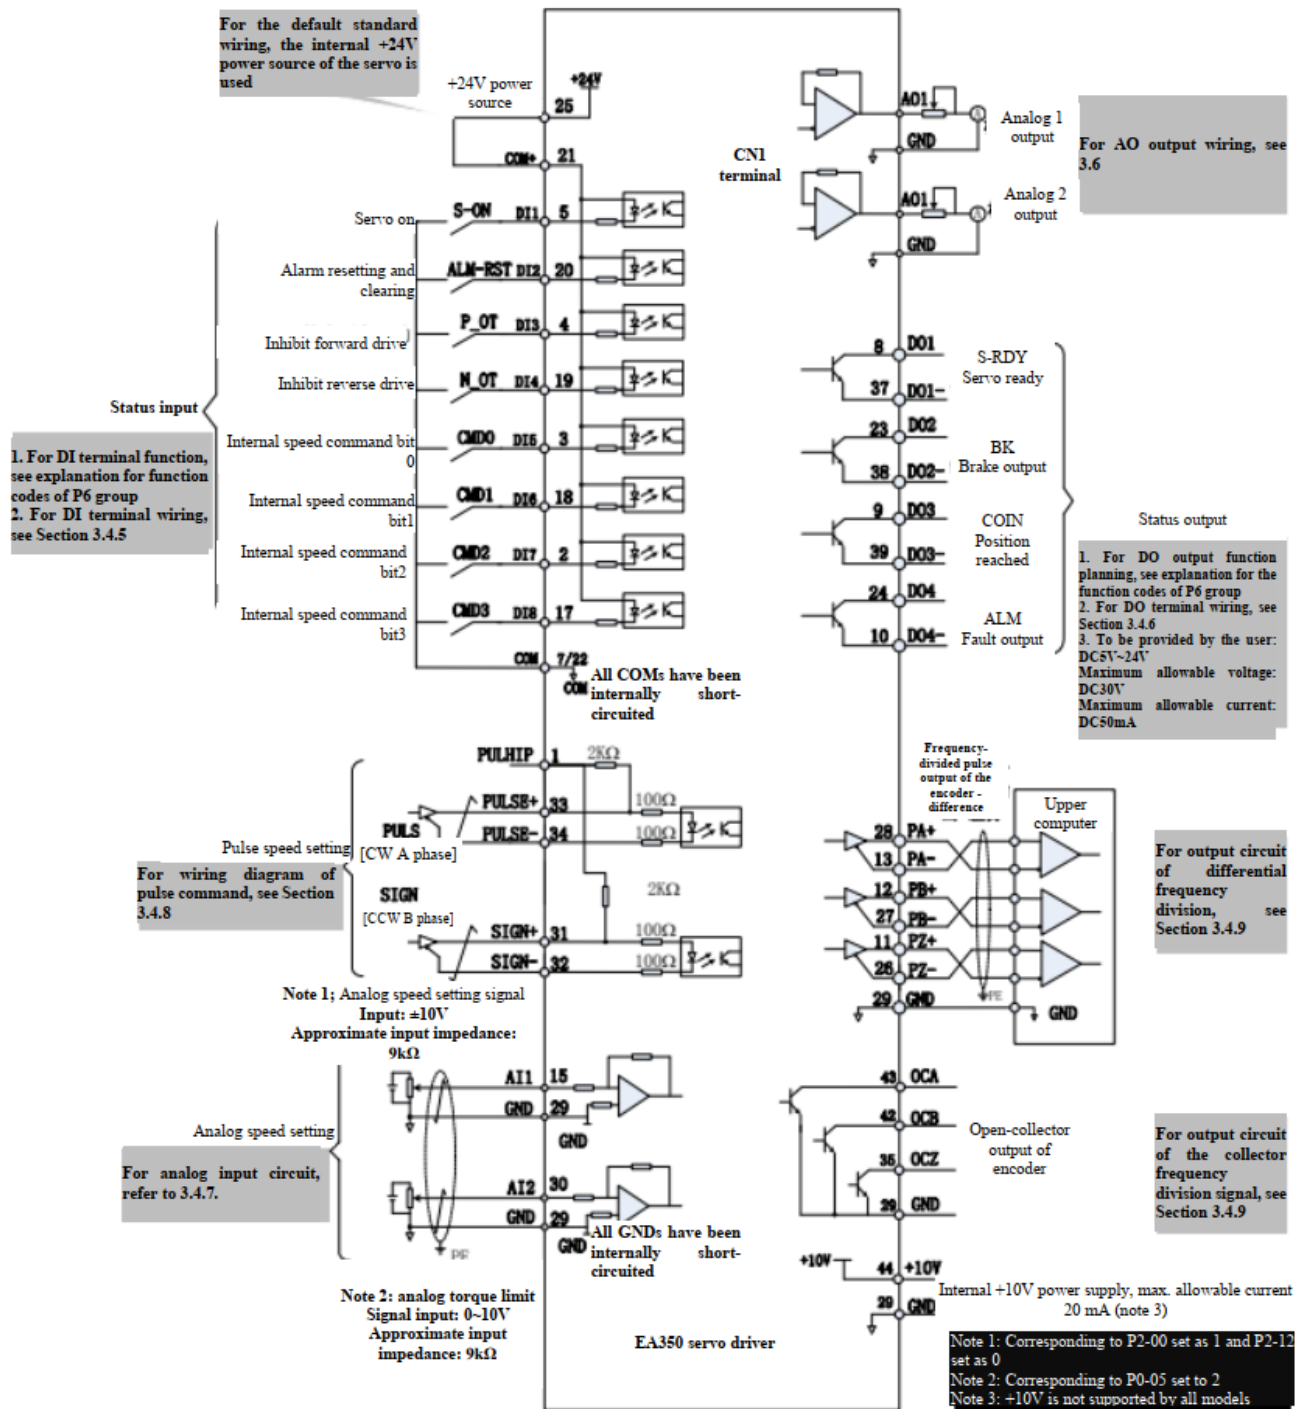 For the default standard
wiring, the internal +24V
power source of the servo is
used
+24V power
source
+24V
25
COM+ 21
CN1
terminal
Servo on
S-ON DI1 5
Alarm resetting and
clearing
ALM-RST DI2 20
Inhibit forward drive
P_OT DI3 4
Inhibit reverse drive
N_OT DI4 19
Internal speed command bit
0
CMD0 DI5 3
Internal speed command
bit1
CMD1 DI6 18
Internal speed command
bit2
CMD2 DI7 2
Internal speed command
bit3
CMD3 DI8 17
COM 7/22
COM
All COMs have been
internally short-
circuited
Status input
1. For DI terminal function,
see explanation for function
codes of P6 group
2. For DI terminal wiring,
see Section 3.4.5
AO1
GND
Analog 1
output
AO1
GND
Analog 2
output
For AO output wiring, see
3.6
8 DO1
37 DO1-
S-RDY
Servo ready
23 DO2
38 DO2-
BK
Brake output
9 DO3
39 DO3-
COIN
Position
reached
24 DO4
10 DO4-
ALM
Fault output
Status output
1. For DO output function
planning, see explanation for the
function codes of P6 group
2. For DO terminal wiring, see
Section 3.4.6
3. To be provided by the user:
DC5V~24V
Maximum allowable voltage:
DC30V
Maximum allowable current:
DC50mA
PULHIP 1
2KΩ
PULSE+ 33
100Ω
PULSE- 34
100Ω
PULS
[CW A phase]
Pulse speed setting
For wiring diagram of
pulse command, see Section
3.4.8
SIGN
[CCW B phase]
2KΩ
SIGN+ 31
100Ω
SIGN- 32
100Ω
Note 1; Analog speed setting signal
Input: ±10V
Approximate input impedance:
9kΩ
AI1 15
GND 29
GND
Analog speed setting
For analog input circuit,
refer to 3.4.7.
AI2 30
GND 29
GND
PE
All GNDs have been
internally short-
circuited
Note 2: analog torque limit
Signal input: 0~10V
Approximate input
impedance: 9kΩ
EA350 servo driver
Frequency-
divided pulse
output of the
encoder -
difference
Upper
computer
28 PA+
13 PA-
12 PB+
27 PB-
11 PZ+
26 PZ-
PE
29 GND
GND
For output circuit
of differential
frequency
division, see
Section 3.4.9
43 OCA
42 OCB
35 OCZ
29 GND
Open-collector
output of
encoder
For output circuit
of the collector
frequency
division signal, see
Section 3.4.9
+10V
44 +10V
29 GND
Internal +10V power supply, max. allowable current
20 mA (note 3)
Note 1: Corresponding to P2-00 set as 1 and P2-12
set as 0
Note 2: Corresponding to P0-05 set to 2
Note 3: +10V is not supported by all models